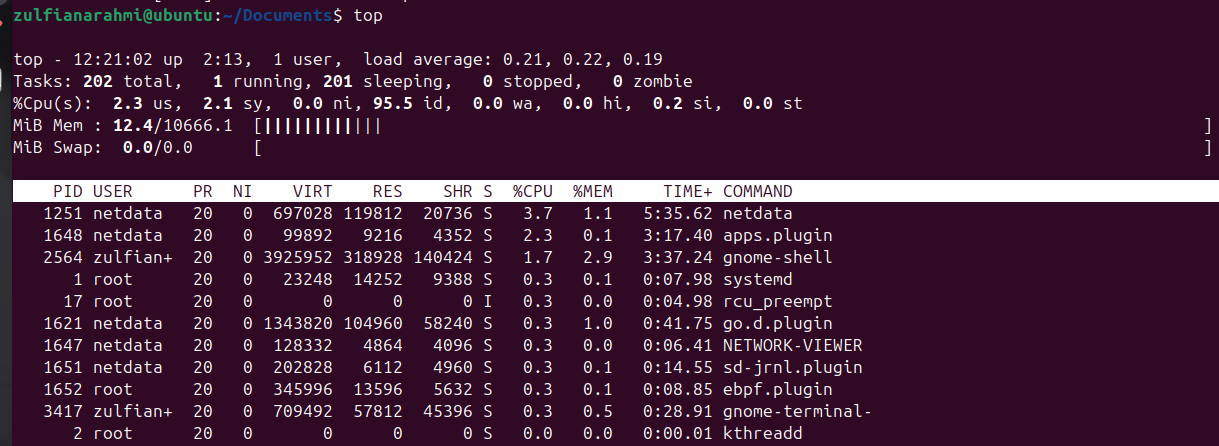 zulfianarahmi@ubuntu:~/Documents$ top
top - 12:21:02 up  2:13,  1 user,  load average: 0.21, 0.22, 0.19
Tasks: 202 total,   1 running, 201 sleeping,   0 stopped,   0 zombie
%Cpu(s):  2.3 us,  2.1 sy,  0.0 ni, 95.5 id,  0.0 wa,  0.0 hi,  0.2 si,  0.0 st
MiB Mem : 12.4/10666.1  [||||||||||||                                        ]
MiB Swap:  0.0/0.0      [                                                    ]
PID USER      PR  NI    VIRT    RES    SHR S  %CPU  %MEM     TIME+ COMMAND
1251 netdata   20   0  697028 119812  20736 S   3.7   1.1   5:35.62 netdata
1648 netdata   20   0   99892   9216   4352 S   2.3   0.1   3:17.40 apps.plugin
2564 zulfian+  20   0 3925952 318928 140424 S   1.7   2.9   3:37.24 gnome-shell
1 root      20   0   23248  14252   9388 S   0.3   0.1   0:07.98 systemd
17 root      20   0       0      0      0 I   0.3   0.0   0:04.98 rcu_preempt
1621 netdata   20   0 1343820 104960  58240 S   0.3   1.0   0:41.75 go.d.plugin
1647 netdata   20   0  128332   4864   4096 S   0.3   0.0   0:06.41 NETWORK-VIEWER
1651 netdata   20   0  202828   6112   4960 S   0.3   0.1   0:14.55 sd-jrnl.plugin
1652 root      20   0  345996  13596   5632 S   0.3   0.1   0:08.85 ebpf.plugin
3417 zulfian+  20   0  709492  57812  45396 S   0.3   0.5   0:28.91 gnome-terminal-
2 root      20   0       0      0      0 S   0.0   0.0   0:00.01 kthreadd